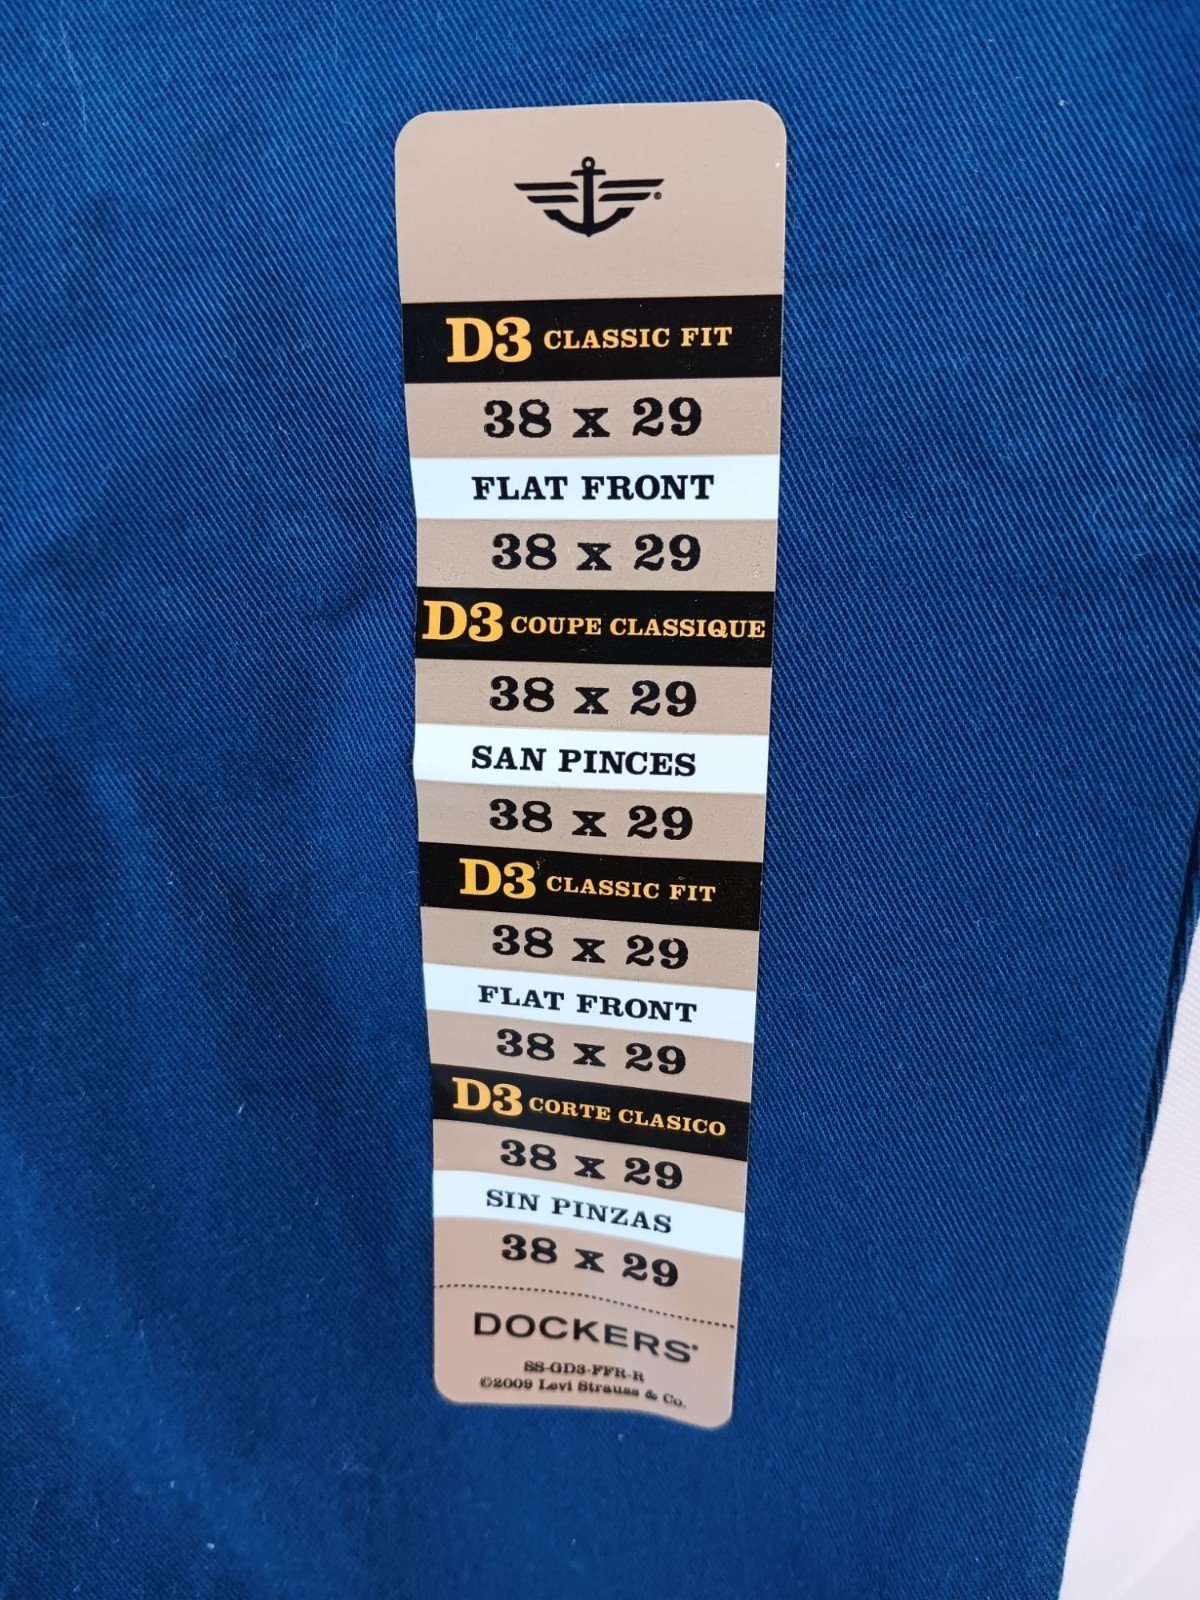 D3 CLASSIC FIT
38 x 29
FLAT FRONT
38 x 29
D3 COUPE CLASSIQUE
38 x 29
SAN PINCES
38 x 29
D3 CLASSIC FIT
38 x 29
FLAT FRONT
38 x 29
D3 CORTE CLASICO
38 x 29
SIN PINZAS
38 x 29
DOCKERS®
SS-GD3-FFR-R
©2009 Levi Strauss & Co.